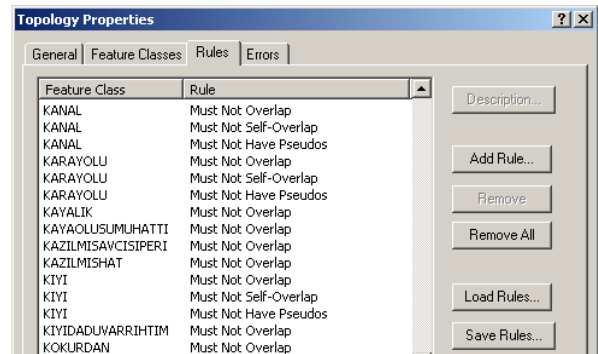 Topology Properties
General Feature Classes Rules Errors
Feature Class Rule
KANAL Must Not Overlap
KANAL Must Not Self-Overlap
KANAL Must Not Have Pseudos
KARAYOLU Must Not Overlap
KARAYOLU Must Not Self-Overlap
KARAYOLU Must Not Have Pseudos
KAYALIK Must Not Overlap
KAYAOLUSUMUHATTI Must Not Overlap
KAZILMISAVCISIPERI Must Not Overlap
KAZILMISHAT Must Not Overlap
KIYI Must Not Overlap
KIYI Must Not Self-Overlap
KIYI Must Not Have Pseudos
KIYIDADUVARRIHTIM Must Not Overlap
KOKURDAN Must Not Overlap
Description...
Add Rule...
Remove
Remove All
Load Rules...
Save Rules...